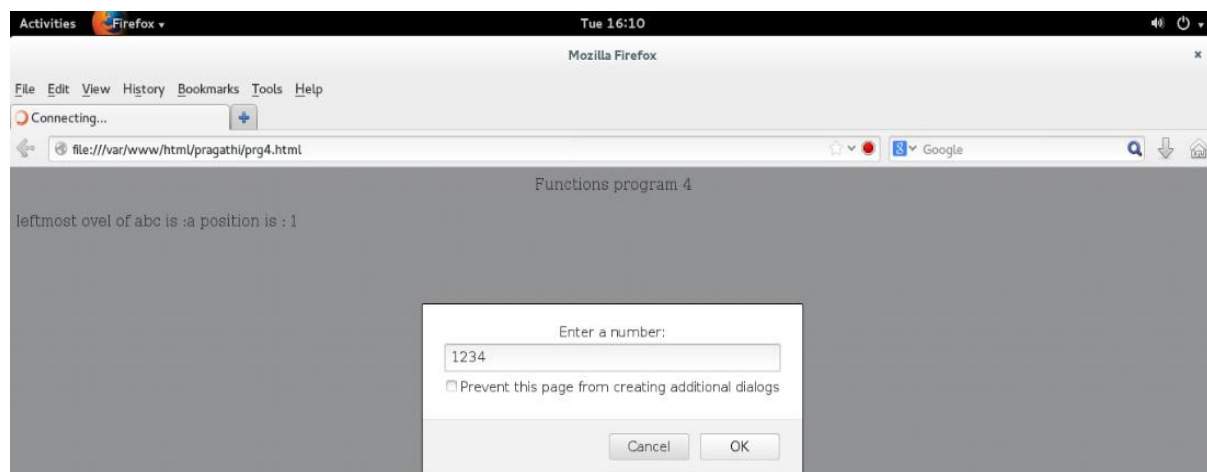 Activities Firefox Tue 16:10
Mozilla Firefox
File Edit View History Bookmarks Tools Help
Connecting...
file:///var/www/html/pragathi/prg4.html Google
Functions program 4
leftmost ovel of abc is :a position is : 1
Enter a number:
1234
Prevent this page from creating additional dialogs
Cancel OK